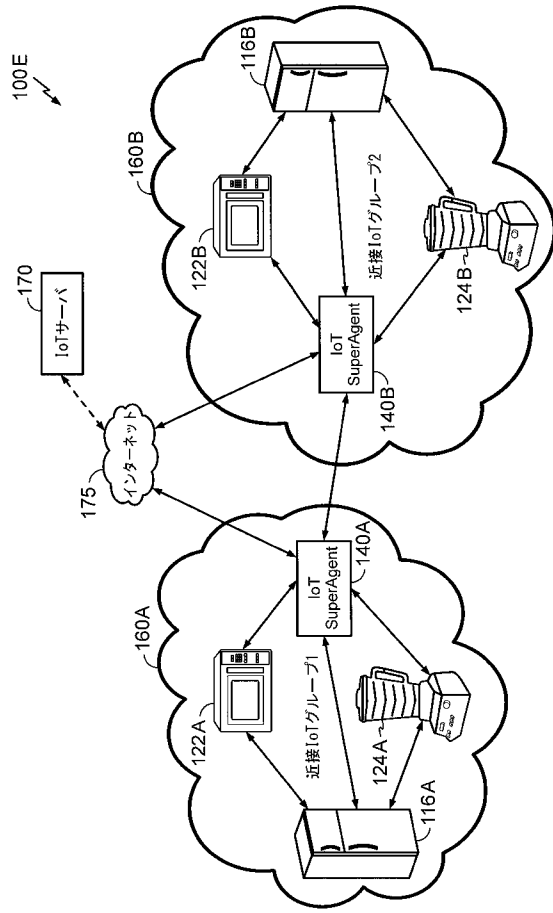 100E
170
IoTサーバ
175
インターネット
160A
122A
近接IoTグループ1
IoT
SuperAgent
140A
124A
116A
160B
122B
116B
近接IoTグループ2
IoT
SuperAgent
140B
124B